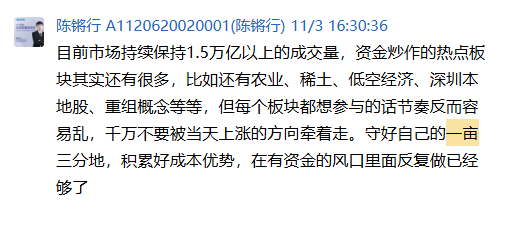 陈锵行 A1120620020001(陈锵行) 11/3 16:30:36
目前市场持续保持1.5万亿以上的成交量，资金炒作的热点板
块其实还有很多，比如还有农业、稀土、低空经济、深圳本
地股、重组概念等等，但每个板块都想参与的话节奏反而容
易乱，千万不要被当天上涨的方向牵着走。守好自己的一亩
三分地，积累好成本优势，在有资金的风口里面反复做已经
够了